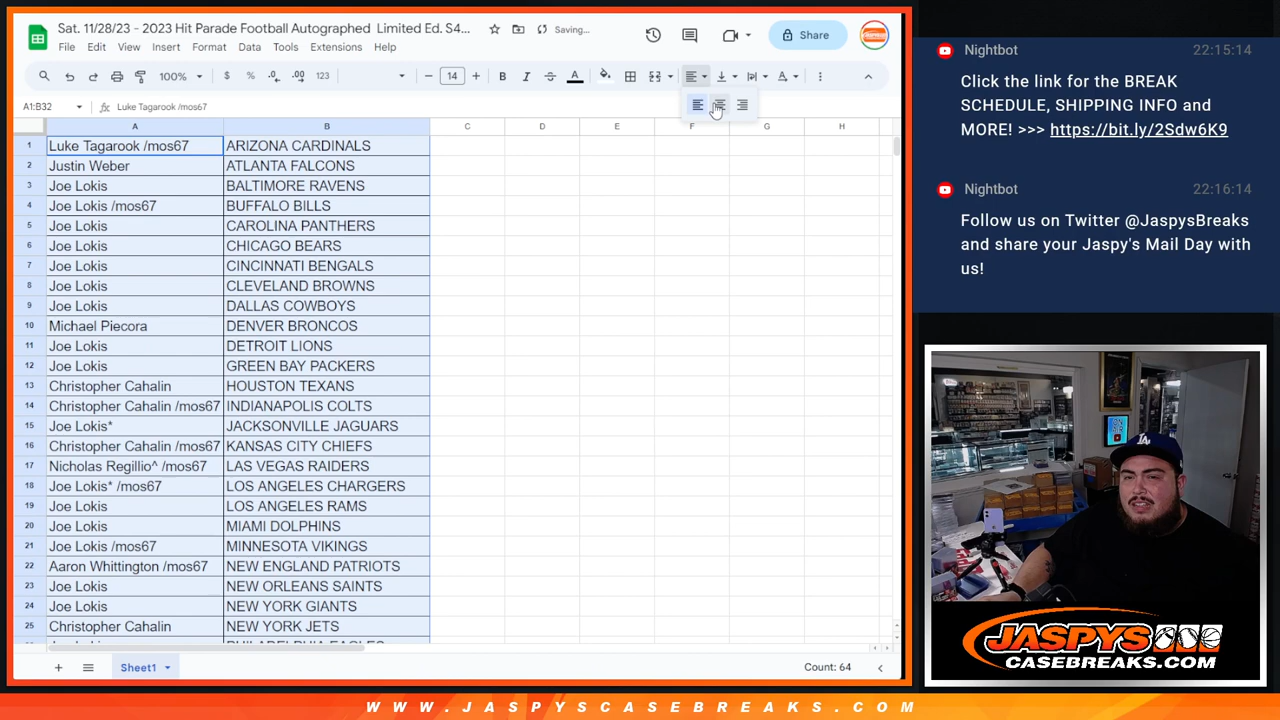 Sat. 11/28/23 - 2023 Hit Parade Football Autographed Limited Ed. S4...
Saving...
Share
File Edit View Insert Format Data Tools Extensions Help
100% $ % .0 .00 123 14 B I A
A1:B32 fx Luke Tagarook /mos67
A B C D E F G H
1 Luke Tagarook /mos67 ARIZONA CARDINALS
2 Justin Weber ATLANTA FALCONS
3 Joe Lokis BALTIMORE RAVENS
4 Joe Lokis /mos67 BUFFALO BILLS
5 Joe Lokis CAROLINA PANTHERS
6 Joe Lokis CHICAGO BEARS
7 Joe Lokis CINCINNATI BENGALS
8 Joe Lokis CLEVELAND BROWNS
9 Joe Lokis DALLAS COWBOYS
10 Michael Piecora DENVER BRONCOS
11 Joe Lokis DETROIT LIONS
12 Joe Lokis GREEN BAY PACKERS
13 Christopher Cahalin HOUSTON TEXANS
14 Christopher Cahalin /mos67 INDIANAPOLIS COLTS
15 Joe Lokis* JACKSONVILLE JAGUARS
16 Christopher Cahalin /mos67 KANSAS CITY CHIEFS
17 Nicholas Regillio^ /mos67 LAS VEGAS RAIDERS
18 Joe Lokis* /mos67 LOS ANGELES CHARGERS
19 Joe Lokis LOS ANGELES RAMS
20 Joe Lokis MIAMI DOLPHINS
21 Joe Lokis /mos67 MINNESOTA VIKINGS
22 Aaron Whittington /mos67 NEW ENGLAND PATRIOTS
23 Joe Lokis NEW ORLEANS SAINTS
24 Joe Lokis NEW YORK GIANTS
25 Christopher Cahalin NEW YORK JETS
Sheet1
Count: 64
Nightbot 22:15:14
Click the link for the BREAK
SCHEDULE, SHIPPING INFO and
MORE! >>> https://bit.ly/2Sdw6K9
Nightbot 22:16:14
Follow us on Twitter @JaspysBreaks
and share your Jaspy's Mail Day with
us!
LA
JASPYS
CASEBREAKS.COM
WWW.JASPYSCASEBREAKS.COM